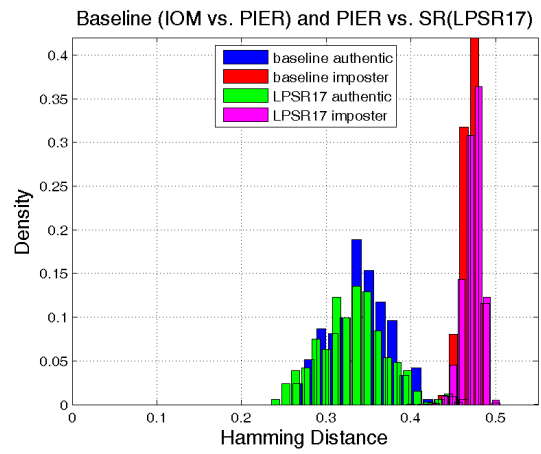 Baseline (IOM vs. PIER) and PIER vs. SR(LPSR17)
baseline authentic
baseline imposter
LPSR17 authentic
LPSR17 imposter
0.4
0.35
0.3
0.25
0.2
0.15
0.1
0.05
0
Density
0 0.1 0.2 0.3 0.4 0.5
Hamming Distance